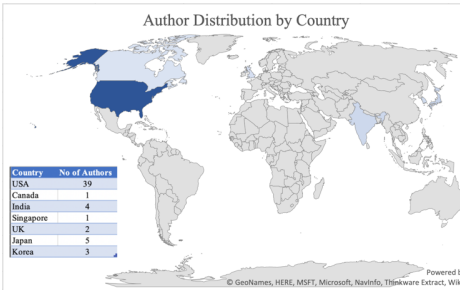 Author Distribution by Country
Country No of Authors
USA 39
Canada 1
India 4
Singapore 1
UK 2
Japan 5
Korea 3
Powered b
© GeoNames, HERE, MSFT, Microsoft, NavInfo, Thinkware Extract, Wik